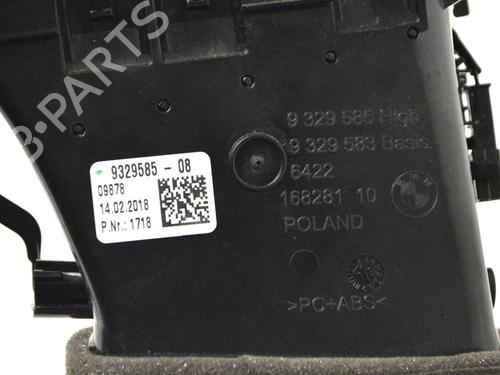 B-PARTS
9 329 585 High
9 329 583 Basis
6422
168281 10
POLAND
>PC+ABS<
9329585 - 08
09878
14.02.2018
P.Nr.: 1718